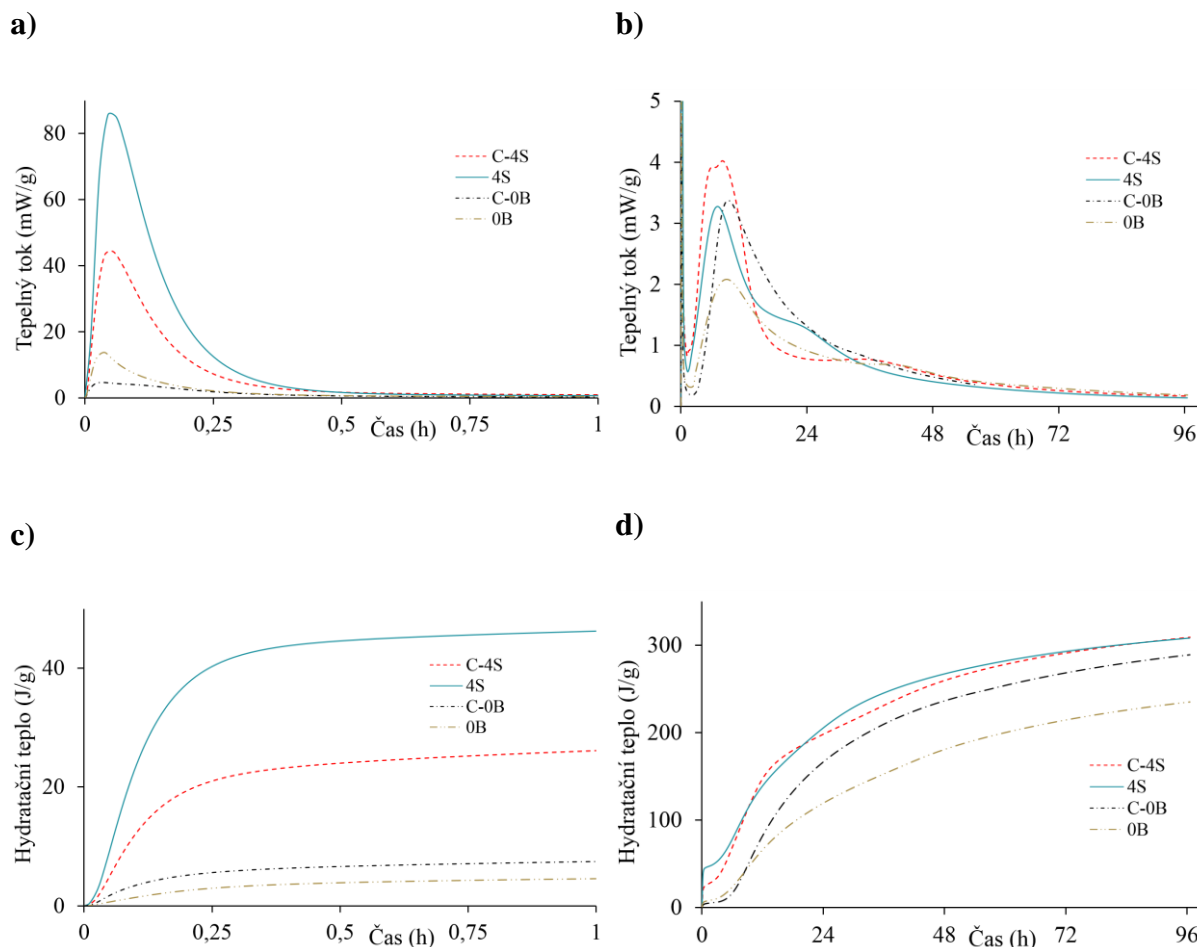 a)
Tepelný tok (mW/g)
80
60
40
20
0
0
0,25
0,5
0,75
1
Čas (h)
C-4S
4S
C-0B
0B
b)
Tepelný tok (mW/g)
5
4
3
2
1
0
0
24
48
72
96
Čas (h)
C-4S
4S
C-0B
0B
c)
Hydratační teplo (J/g)
40
20
0
0
0,25
0,5
0,75
1
Čas (h)
C-4S
4S
C-0B
0B
d)
Hydratační teplo (J/g)
300
200
100
0
0
24
48
72
96
Čas (h)
C-4S
4S
C-0B
0B